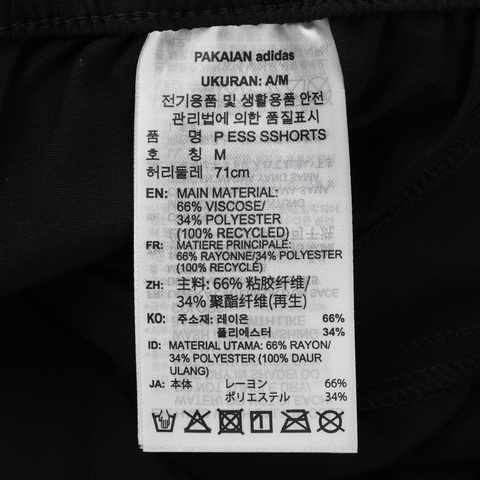 PAKAIAN adidas
UKURAN: A/M
전기용품 및 생활용품 안전
관리법에 의한 품질표시
품 명 P ESS SSHORTS
호 칭 M
허리둘레 71cm
EN: MAIN MATERIAL:
66% VISCOSE/
34% POLYESTER
(100% RECYCLED)
FR: MATIERE PRINCIPALE:
66% RAYONNE/34% POLYESTER
(100% RECYCLÉ)
ZH: 主料: 66% 粘胶纤维/
34% 聚酯纤维(再生)
KO: 주소재: 레이온 66%
폴리에스터 34%
ID: MATERIAL UTAMA: 66% RAYON/
34% POLYESTER (100% DAUR
ULANG)
JA: 本体 レーヨン 66%
ポリエステル 34%